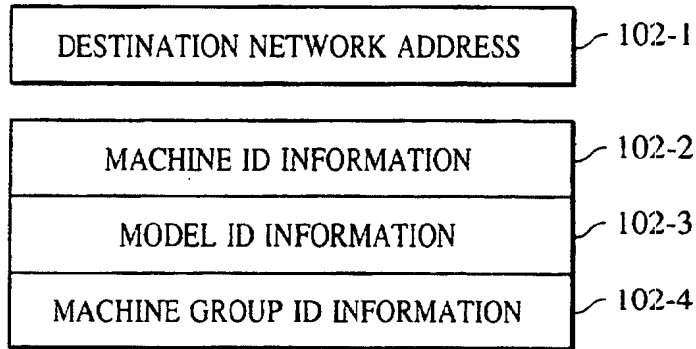 DESTINATION NETWORK ADDRESS 102-1
MACHINE ID INFORMATION 102-2
MODEL ID INFORMATION 102-3
MACHINE GROUP ID INFORMATION 102-4